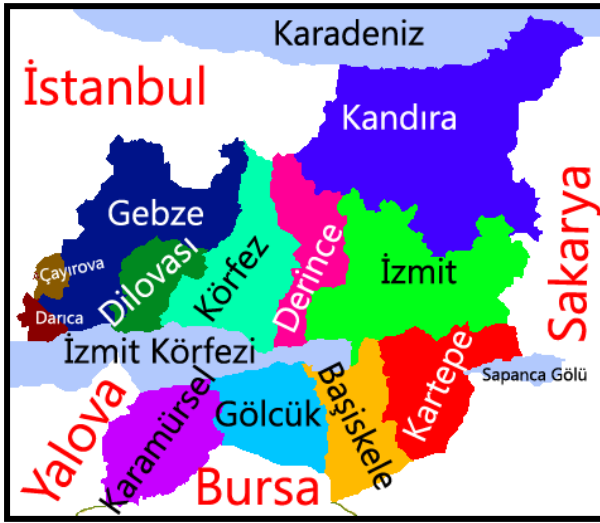 Karadeniz
İstanbul
Kandıra
Sakarya
Gebze
Çayırova
Dilovası
Körfez
Derince
İzmit
Darıca
İzmit Körfezi
Sapanca Gölü
Yalova
Karamürsel
Gölcük
Başiskele
Kartepe
Bursa